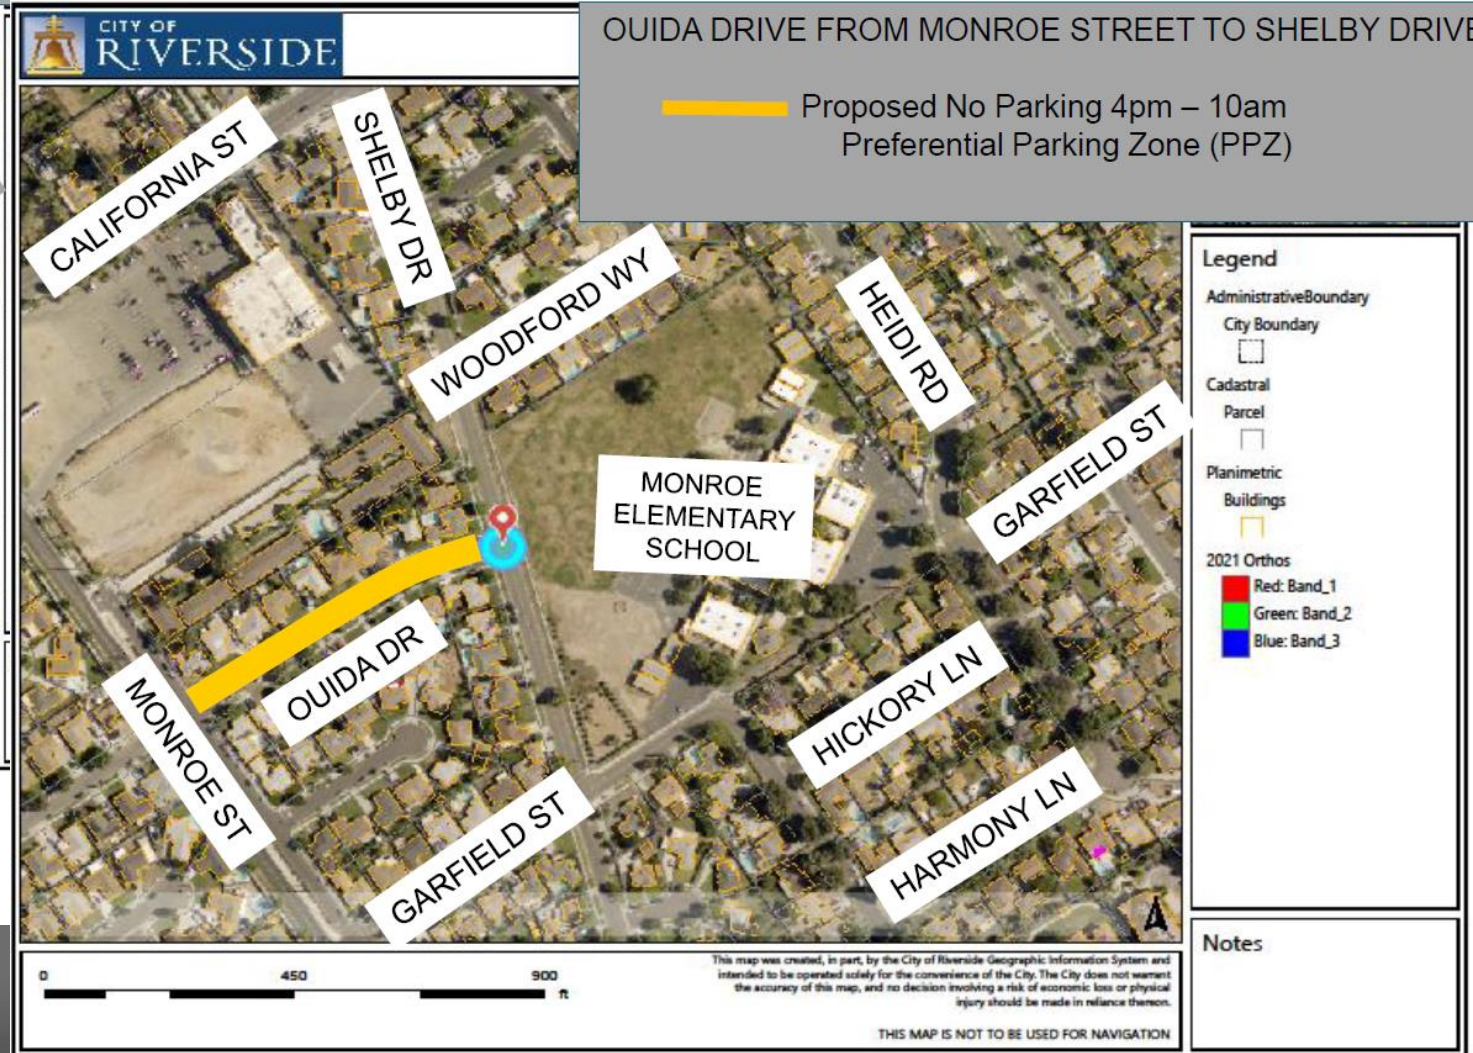 CITY OF
RIVERSIDE
OUIDA DRIVE FROM MONROE STREET TO SHELBY DRIVE
Proposed No Parking 4pm – 10am
Preferential Parking Zone (PPZ)
CALIFORNIA ST
SHELBY DR
WOODFORD WY
HEIDI RD
GARFIELD ST
MONROE
ELEMENTARY
SCHOOL
OUIDA DR
MONROE ST
GARFIELD ST
HICKORY LN
HARMONY LN
Legend
AdministrativeBoundary
City Boundary
Cadastral
Parcel
Planimetric
Buildings
2021 Orthos
Red: Band_1
Green: Band_2
Blue: Band_3
Notes
0 450 900
ft
This map was created, in part, by the City of Riverside Geographic Information System and
intended to be operated solely for the convenience of the City. The City does not warrant
the accuracy of this map, and no decision involving a risk of economic loss or physical
injury should be made in reliance thereon.
THIS MAP IS NOT TO BE USED FOR NAVIGATION